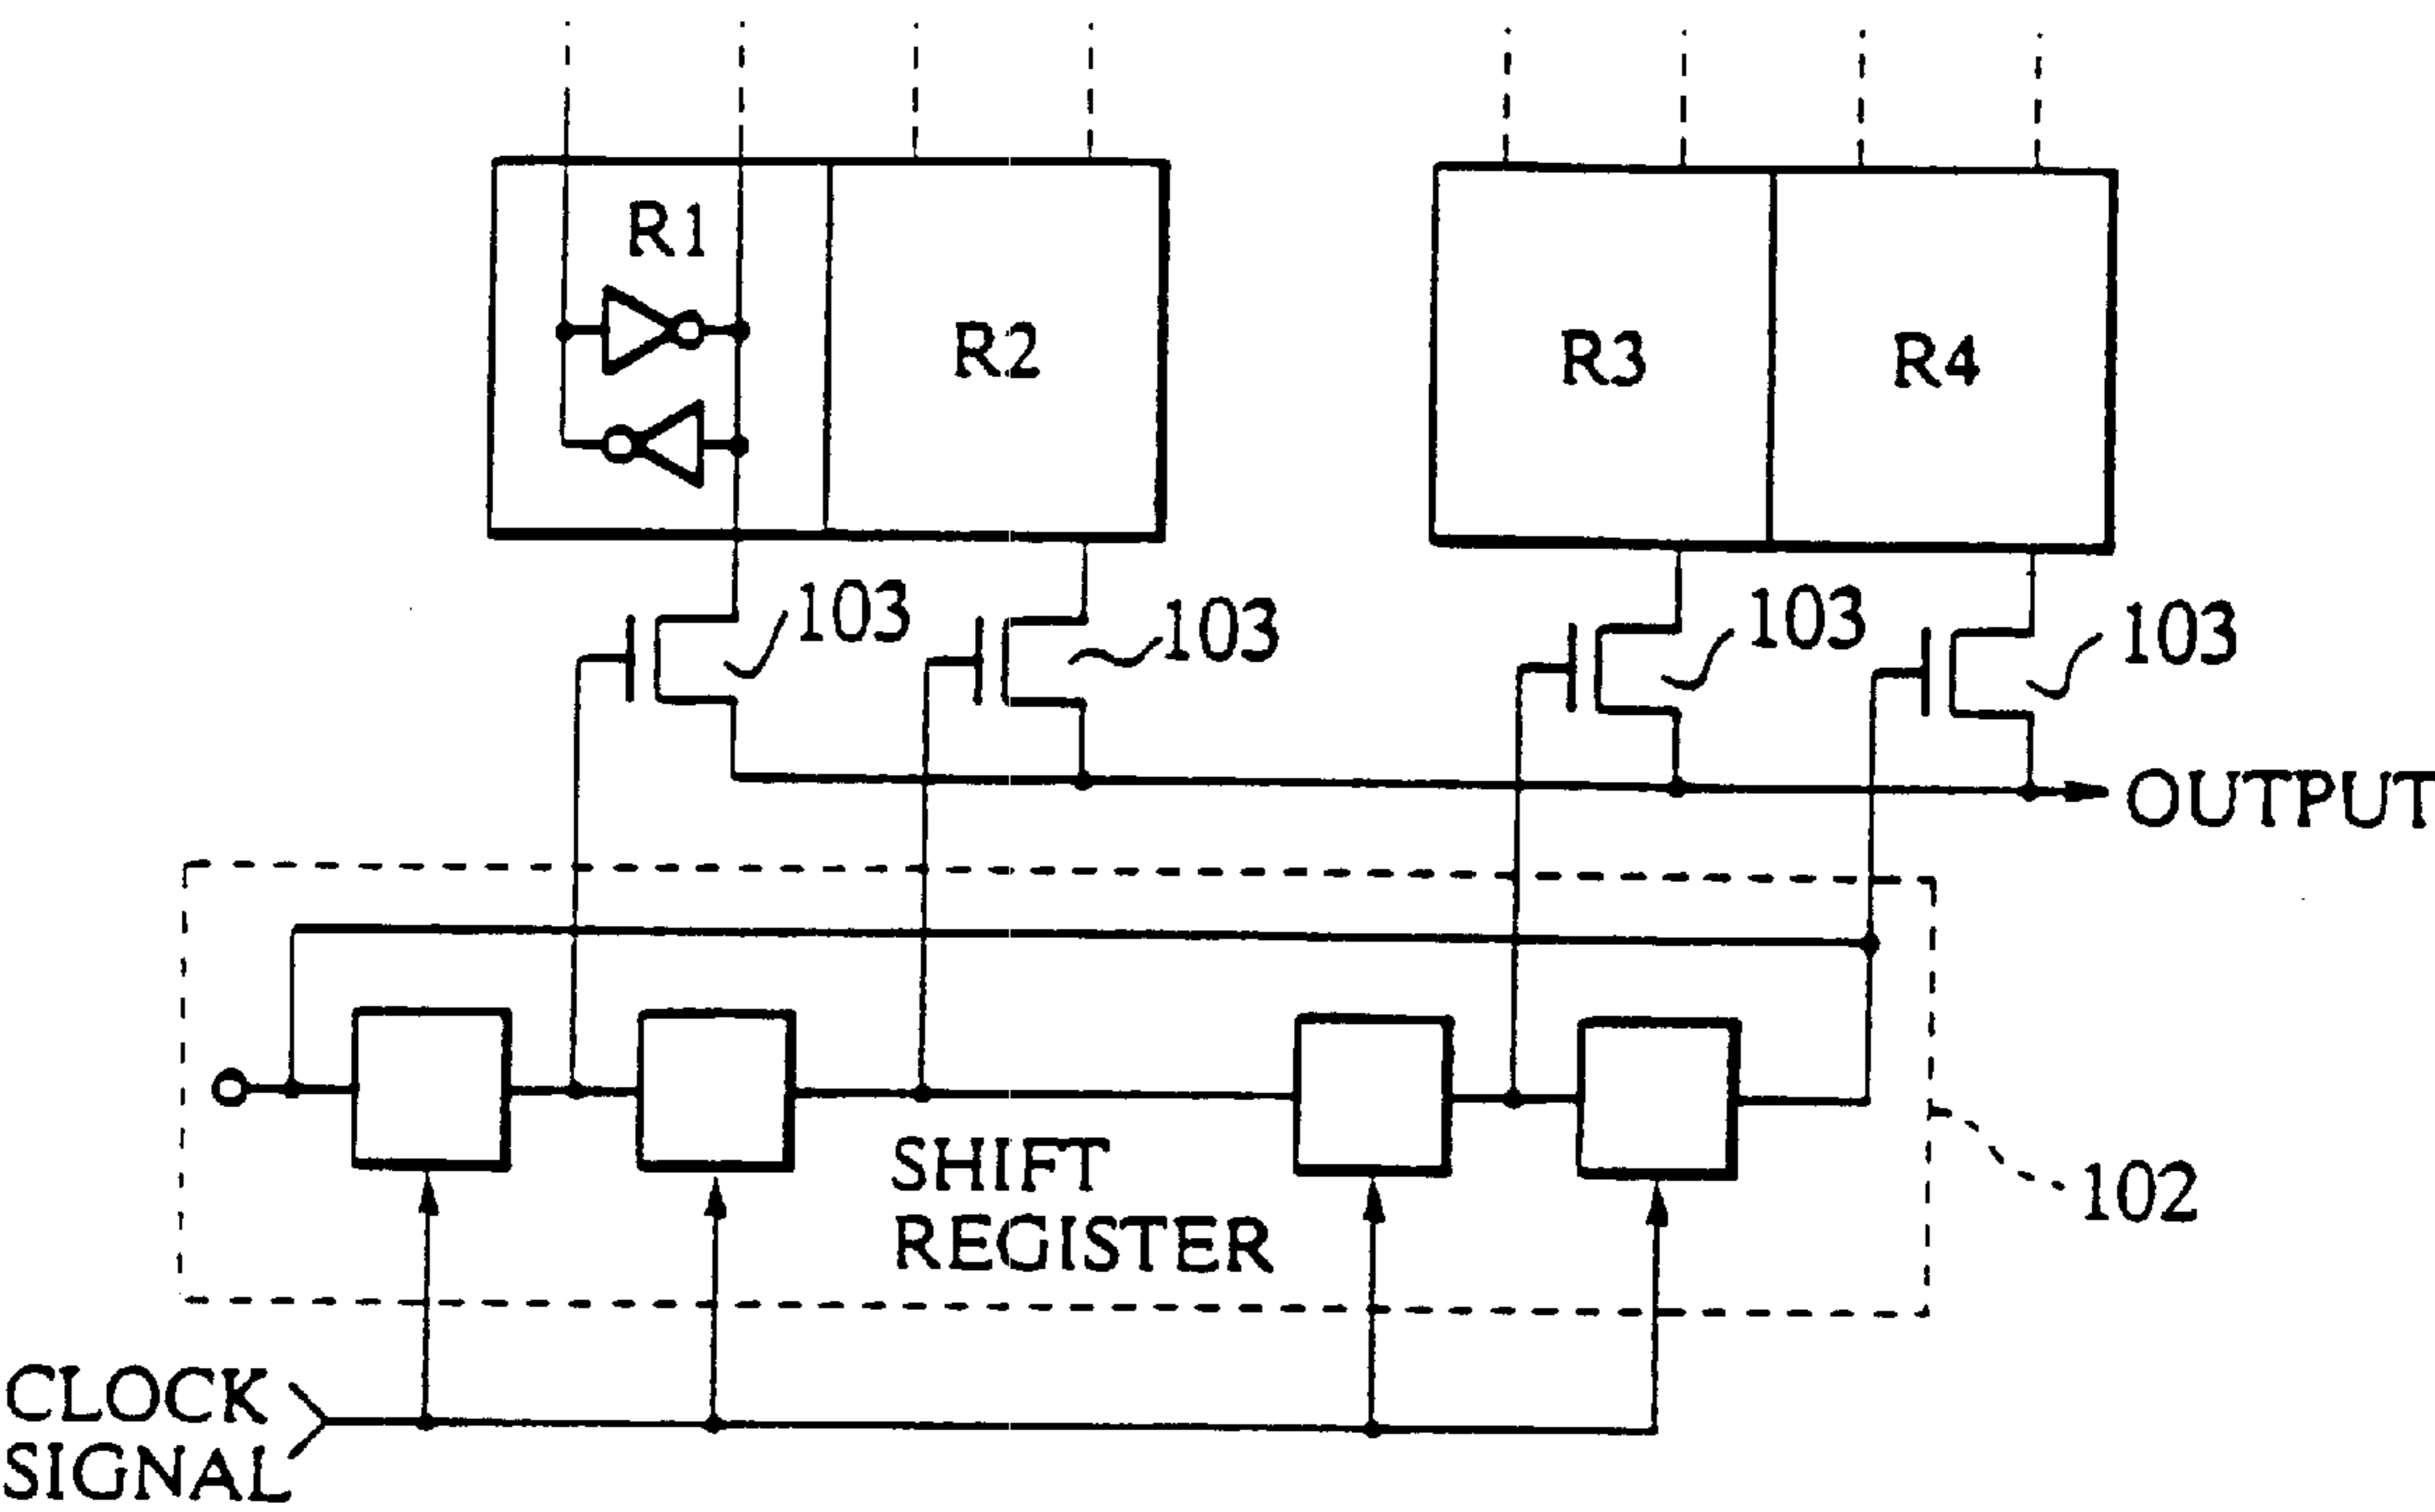 R1
R2
R3
R4
103
103
103
103
OUTPUT
SHIFT
REGISTER
102
CLOCK
SIGNAL